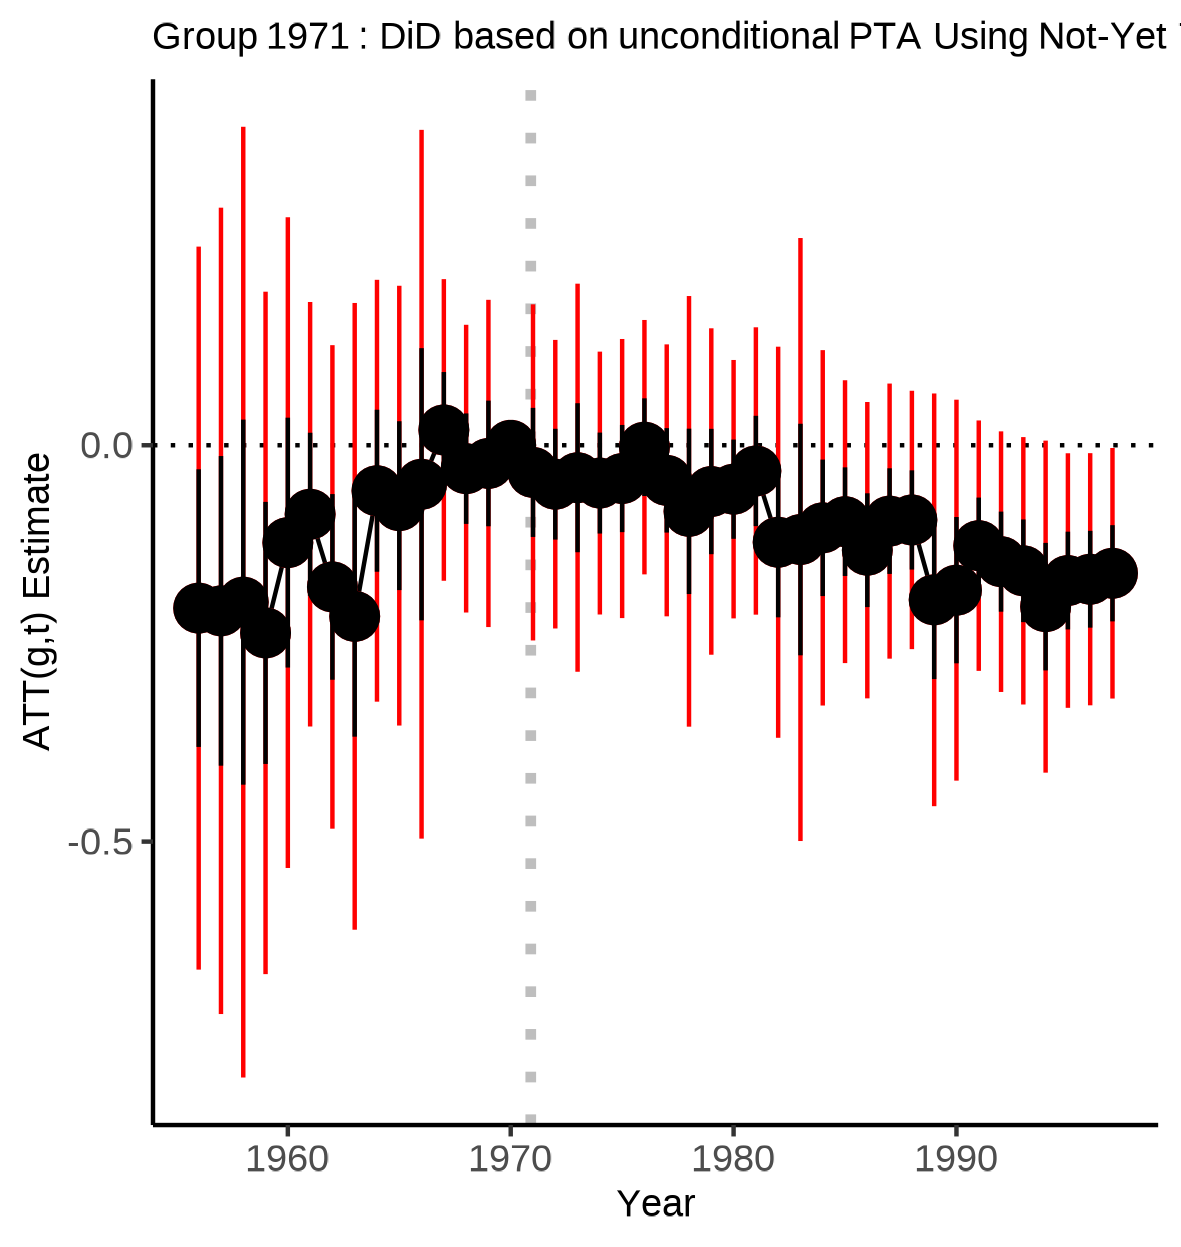 Group 1971 : DiD based on unconditional PTA Using Not-Yet
ATT(g,t) Estimate
0.0
-0.5
1960 1970 1980 1990
Year